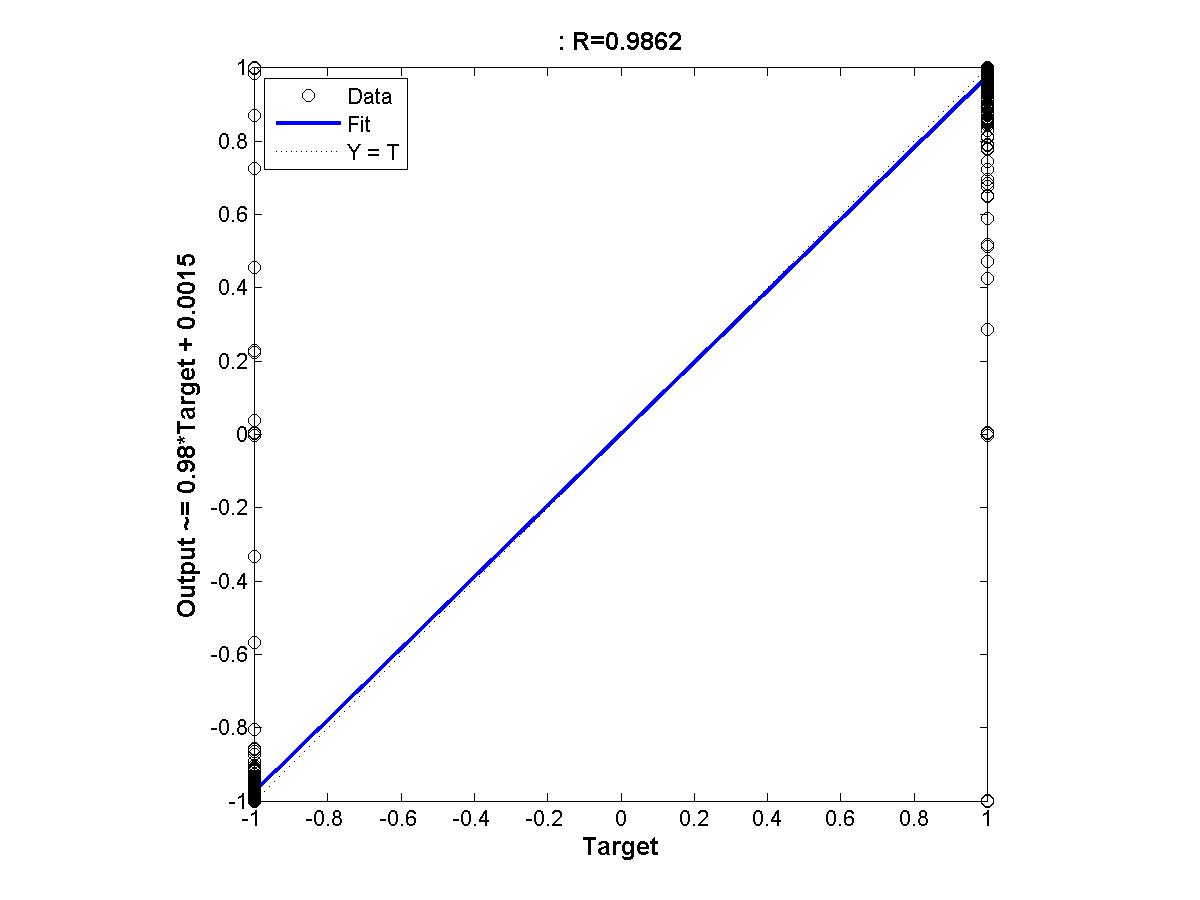 : R=0.9862
Data
Fit
Y = T
Output ~= 0.98*Target + 0.0015
1
0.8
0.6
0.4
0.2
0
-0.2
-0.4
-0.6
-0.8
-1
-1 -0.8 -0.6 -0.4 -0.2 0 0.2 0.4 0.6 0.8 1
Target